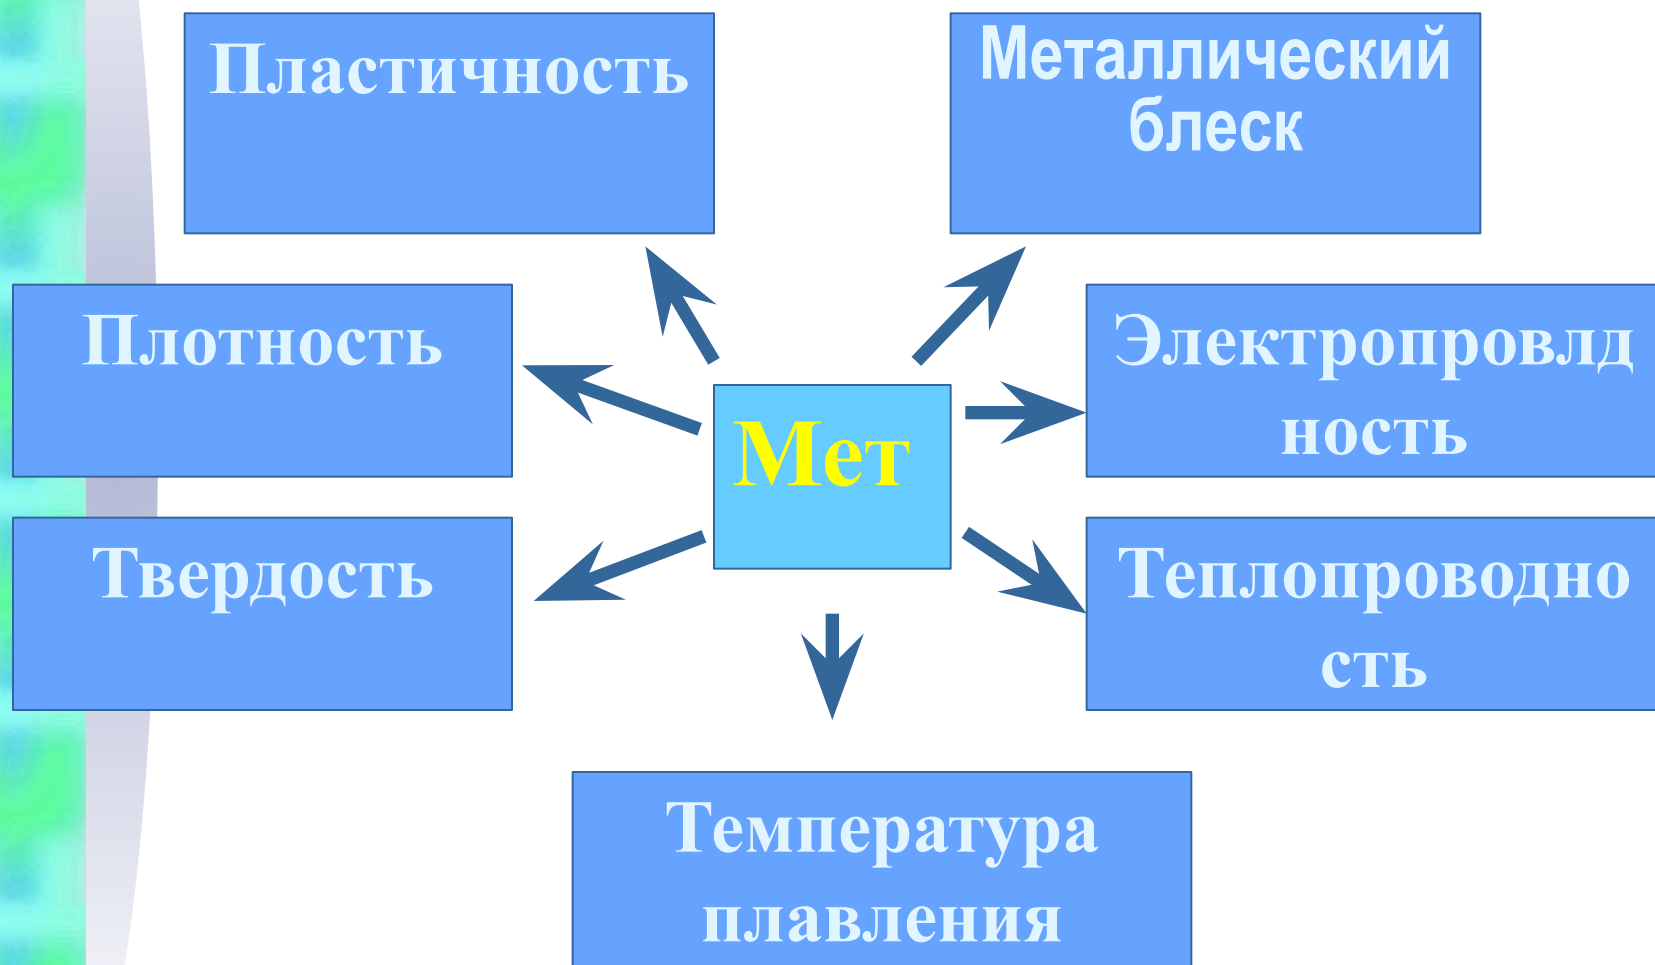 Пластичность
Металлический
блеск
Плотность
Электропровлд
ность
Мет
Твердость
Теплопроводно
сть
Температура
плавления